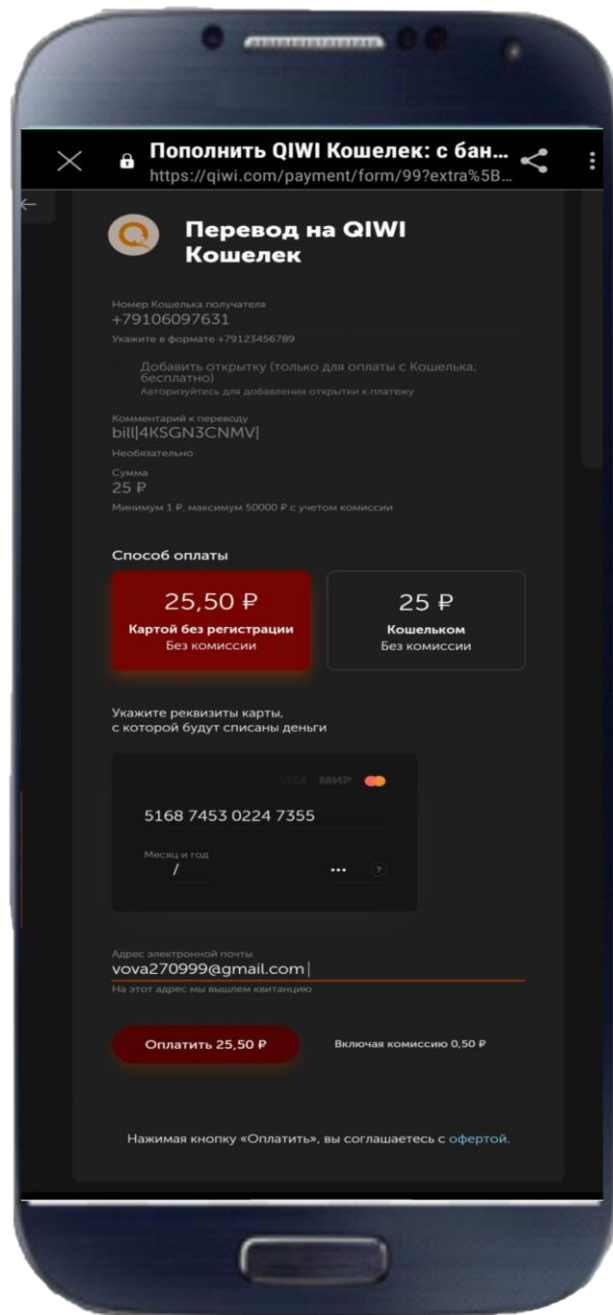 Пополнить QIWI Кошелек: с бан...
https://qiwi.com/payment/form/99?extra%5B...
Перевод на QIWI
Кошелек
Номер Кошелька получателя
+79106097631
Укажите в формате +79123456789
Добавить открытку (только для оплаты с Кошелька;
бесплатно)
Авторизуйтесь для добавления открытки к платежу
Комментарий к переводу
bill|4KSGN3CNMV|
Необязательно
Сумма
25 ₽
Минимум 1 ₽, максимум 50000 ₽ с учетом комиссии
Способ оплаты
25,50 ₽
Картой без регистрации
Без комиссии
25 ₽
Кошельком
Без комиссии
Укажите реквизиты карты,
с которой будут списаны деньги
VISA МИР
5168 7453 0224 7355
Месяц и год
/ ••• ?
Адрес электронной почты
vova270999@gmail.com
На этот адрес мы вышлем квитанцию
Оплатить 25,50 ₽
Включая комиссию 0,50 ₽
Нажимая кнопку «Оплатить», вы соглашаетесь с офертой.